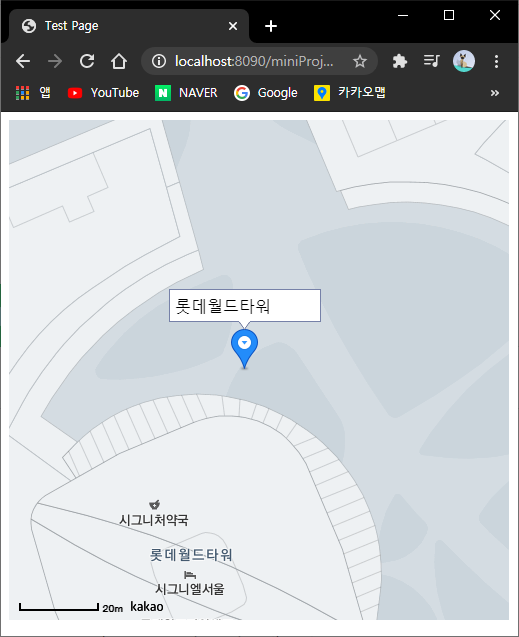 Test Page
localhost:8090/miniProj...
앱 YouTube NAVER Google 카카오맵 »
롯데월드타워
시그니처약국
롯데월드타워
시그니엘서울
20m kakao